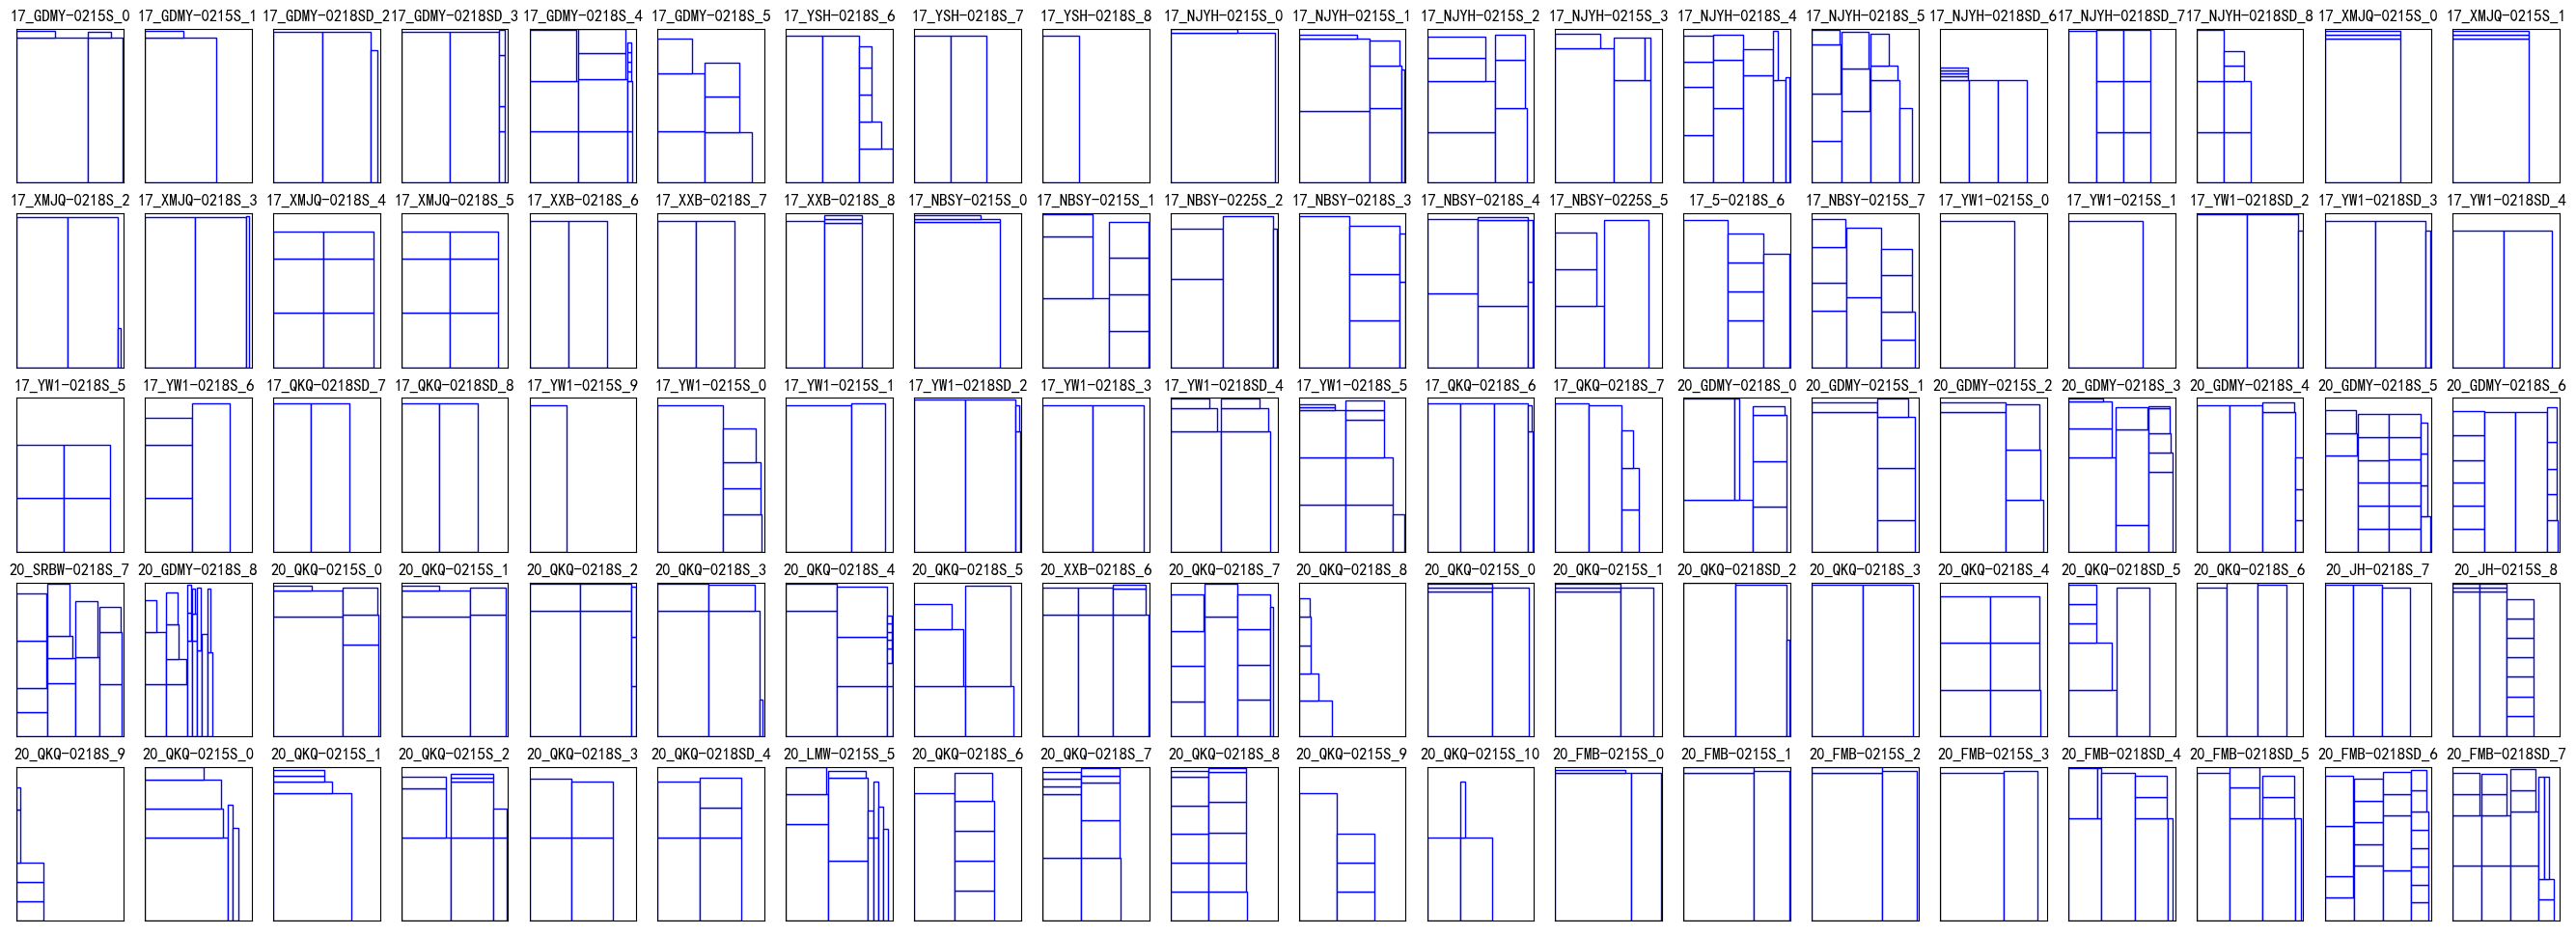 17_GDMY-0215S_0 17_GDMY-0215S_1 17_GDMY-0218SD_2 17_GDMY-0218SD_3 17_GDMY-0218S_4 17_GDMY-0218S_5 17_YSH-0218S_6 17_YSH-0218S_7 17_YSH-0218S_8 17_NJYH-0215S_0 17_NJYH-0215S_1 17_NJYH-0215S_2 17_NJYH-0215S_3 17_NJYH-0218S_4 17_NJYH-0218S_5 17_NJYH-0218SD_6 17_NJYH-0218SD_7 17_NJYH-0218SD_8 17_XMJQ-0215S_0 17_XMJQ-0215S_1
17_XMJQ-0218S_2 17_XMJQ-0218S_3 17_XMJQ-0218S_4 17_XMJQ-0218S_5 17_XXB-0218S_6 17_XXB-0218S_7 17_XXB-0218S_8 17_NBSY-0215S_0 17_NBSY-0215S_1 17_NBSY-0225S_2 17_NBSY-0218S_3 17_NBSY-0218S_4 17_NBSY-0225S_5 17_5-0218S_6 17_NBSY-0215S_7 17_YW1-0215S_0 17_YW1-0215S_1 17_YW1-0218SD_2 17_YW1-0218SD_3 17_YW1-0218SD_4
17_YW1-0218S_5 17_YW1-0218S_6 17_QKQ-0218SD_7 17_QKQ-0218SD_8 17_YW1-0215S_9 17_YW1-0215S_0 17_YW1-0215S_1 17_YW1-0218SD_2 17_YW1-0218S_3 17_YW1-0218SD_4 17_YW1-0218S_5 17_QKQ-0218S_6 17_QKQ-0218S_7 20_GDMY-0218S_0 20_GDMY-0215S_1 20_GDMY-0215S_2 20_GDMY-0218S_3 20_GDMY-0218S_4 20_GDMY-0218S_5 20_GDMY-0218S_6
20_SRBW-0218S_7 20_GDMY-0218S_8 20_QKQ-0215S_0 20_QKQ-0215S_1 20_QKQ-0218S_2 20_QKQ-0218S_3 20_QKQ-0218S_4 20_QKQ-0218S_5 20_XXB-0218S_6 20_QKQ-0218S_7 20_QKQ-0218S_8 20_QKQ-0215S_0 20_QKQ-0215S_1 20_QKQ-0218SD_2 20_QKQ-0218S_3 20_QKQ-0218S_4 20_QKQ-0218SD_5 20_QKQ-0218S_6 20_JH-0218S_7 20_JH-0215S_8
20_QKQ-0218S_9 20_QKQ-0215S_0 20_QKQ-0215S_1 20_QKQ-0215S_2 20_QKQ-0218S_3 20_QKQ-0218SD_4 20_LMW-0215S_5 20_QKQ-0218S_6 20_QKQ-0218S_7 20_QKQ-0218S_8 20_QKQ-0215S_9 20_QKQ-0215S_10 20_FMB-0215S_0 20_FMB-0215S_1 20_FMB-0215S_2 20_FMB-0215S_3 20_FMB-0218SD_4 20_FMB-0218SD_5 20_FMB-0218SD_6 20_FMB-0218SD_7